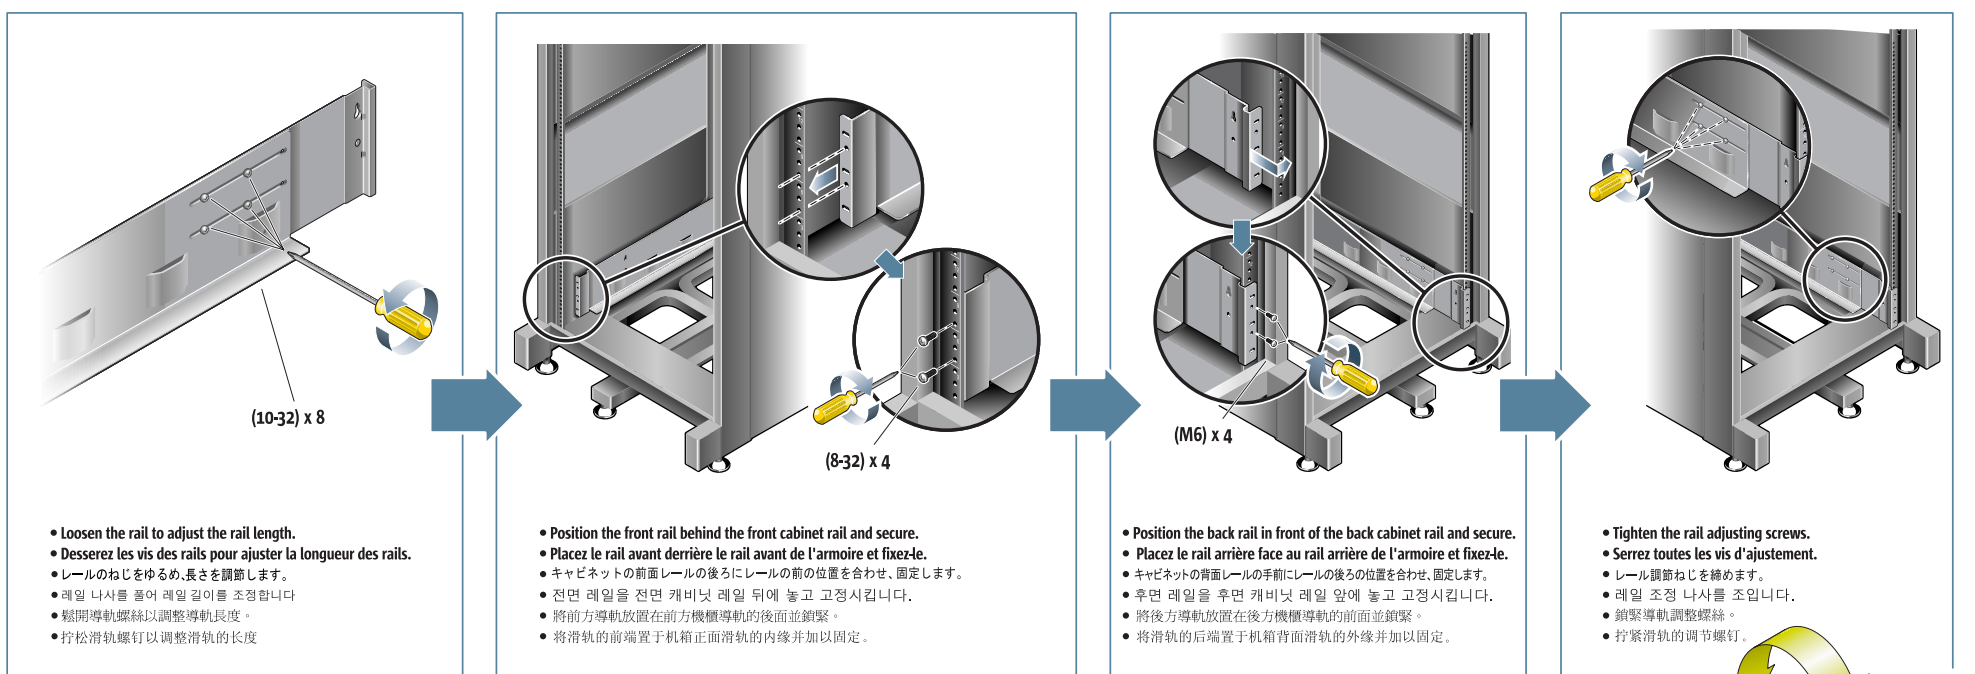 (10-32) x 8
• Loosen the rail to adjust the rail length.
• Desserez les vis des rails pour ajuster la longueur des rails.
• レールのねじをゆるめ、長さを調節します。
• 레일 나사를 풀어 레일 길이를 조정합니다
• 鬆開導軌螺絲以調整導軌長度。
• 拧松滑轨螺钉以调整滑轨的长度
(8-32) x 4
• Position the front rail behind the front cabinet rail and secure.
• Placez le rail avant derrière le rail avant de l'armoire et fixez-le.
• キャビネットの前面レールの後ろにレールの前の位置を合わせ、固定します。
• 전면 레일을 전면 캐비닛 레일 뒤에 놓고 고정시킵니다.
• 將前方導軌放置在前方機櫃導軌的後面並鎖緊。
• 将滑轨的前端置于机箱正面滑轨的内缘并加以固定。
(M6) x 4
• Position the back rail in front of the back cabinet rail and secure.
• Placez le rail arrière face au rail arrière de l'armoire et fixez-le.
• キャビネットの背面レールの手前にレールの後ろの位置を合わせ、固定します。
• 후면 레일을 후면 캐비닛 레일 앞에 놓고 고정시킵니다.
• 將後方導軌放置在後方機櫃導軌的前面並鎖緊。
• 将滑轨的后端置于机箱背面滑轨的外缘并加以固定。
• Tighten the rail adjusting screws.
• Serrez toutes les vis d'ajustement.
• レール調節ねじを締めます。
• 레일 조정 나사를 조입니다.
• 鎖緊導軌調整螺絲。
• 拧紧滑轨的调节螺钉。